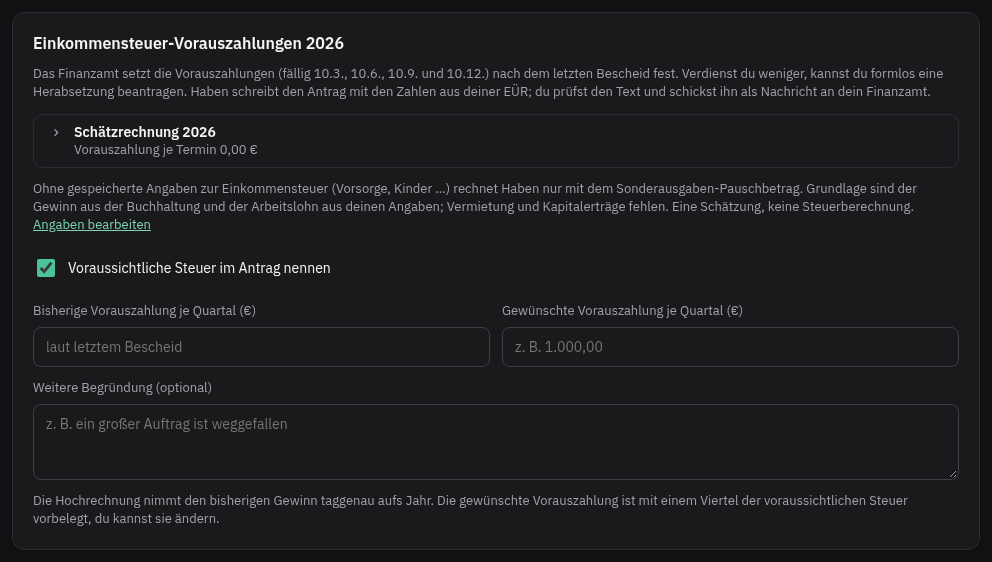 Einkommensteuer-Vorauszahlungen 2026
Das Finanzamt setzt die Vorauszahlungen (fällig 10.3., 10.6., 10.9. und 10.12.) nach dem letzten Bescheid fest. Verdienst du weniger, kannst du formlos eine
Herabsetzung beantragen. Haben schreibt den Antrag mit den Zahlen aus deiner EÜR; du prüfst den Text und schickst ihn als Nachricht an dein Finanzamt.
Schätzrechnung 2026
Vorauszahlung je Termin 0,00 €
Ohne gespeicherte Angaben zur Einkommensteuer (Vorsorge, Kinder …) rechnet Haben nur mit dem Sonderausgaben-Pauschbetrag. Grundlage sind der
Gewinn aus der Buchhaltung und der Arbeitslohn aus deinen Angaben; Vermietung und Kapitalerträge fehlen. Eine Schätzung, keine Steuerberechnung.
Angaben bearbeiten
Voraussichtliche Steuer im Antrag nennen
Bisherige Vorauszahlung je Quartal (€)
Gewünschte Vorauszahlung je Quartal (€)
laut letztem Bescheid
z. B. 1.000,00
Weitere Begründung (optional)
z. B. ein großer Auftrag ist weggefallen
Die Hochrechnung nimmt den bisherigen Gewinn taggenau aufs Jahr. Die gewünschte Vorauszahlung ist mit einem Viertel der voraussichtlichen Steuer
vorbelegt, du kannst sie ändern.